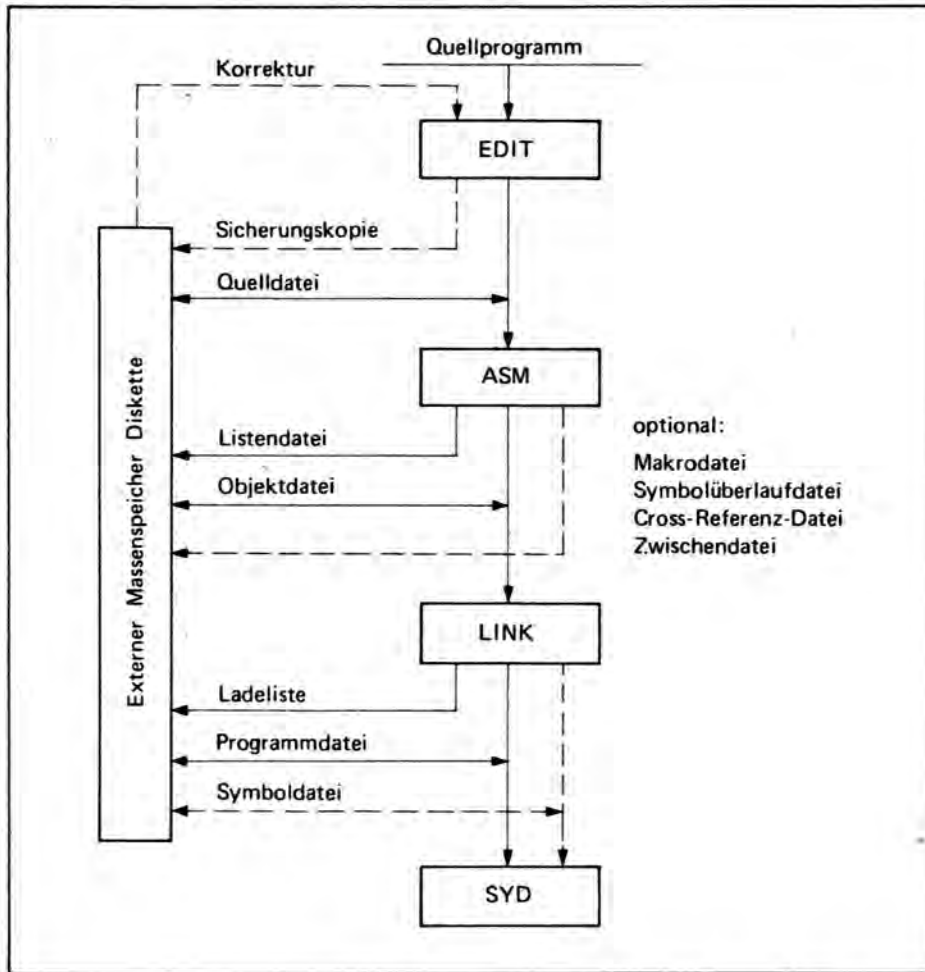 Quellprogramm
Korrektur
EDIT
Sicherungskopie
Quelldatei
ASM
Externer Massenspeicher Diskette
Listendatei
optional:
Makrodatei
Objektdatei
Symbolüberlaufdatei
Cross-Referenz-Datei
Zwischendatei
LINK
Ladeliste
Programmdatei
Symboldatei
SYD